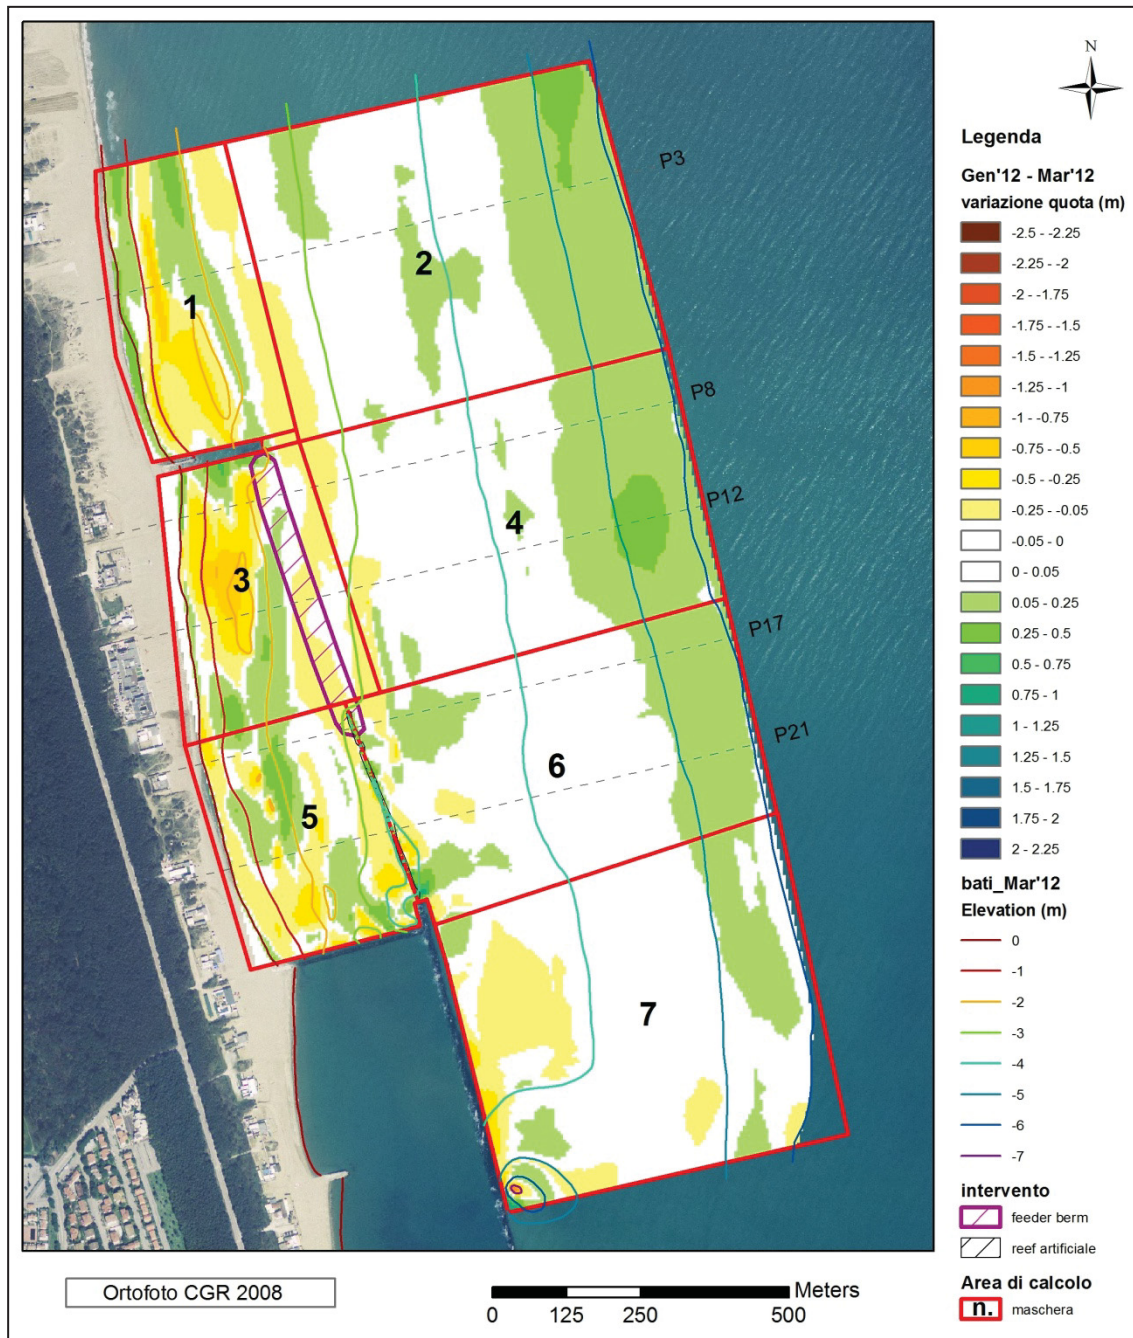 N
Legenda
Gen'12 - Mar'12
variazione quota (m)
-2.5 - -2.25
-2.25 - -2
-2 - -1.75
-1.75 - -1.5
-1.5 - -1.25
-1.25 - -1
-1 - -0.75
-0.75 - -0.5
-0.5 - -0.25
-0.25 - -0.05
-0.05 - 0
0 - 0.05
0.05 - 0.25
0.25 - 0.5
0.5 - 0.75
0.75 - 1
1 - 1.25
1.25 - 1.5
1.5 - 1.75
1.75 - 2
2 - 2.25
bati_Mar'12
Elevation (m)
0
-1
-2
-3
-4
-5
-6
-7
intervento
feeder berm
reef artificiale
Area di calcolo
n. maschera
P3
P8
P12
P17
P21
1
2
3
4
5
6
7
Ortofoto CGR 2008
Meters
0 125 250 500